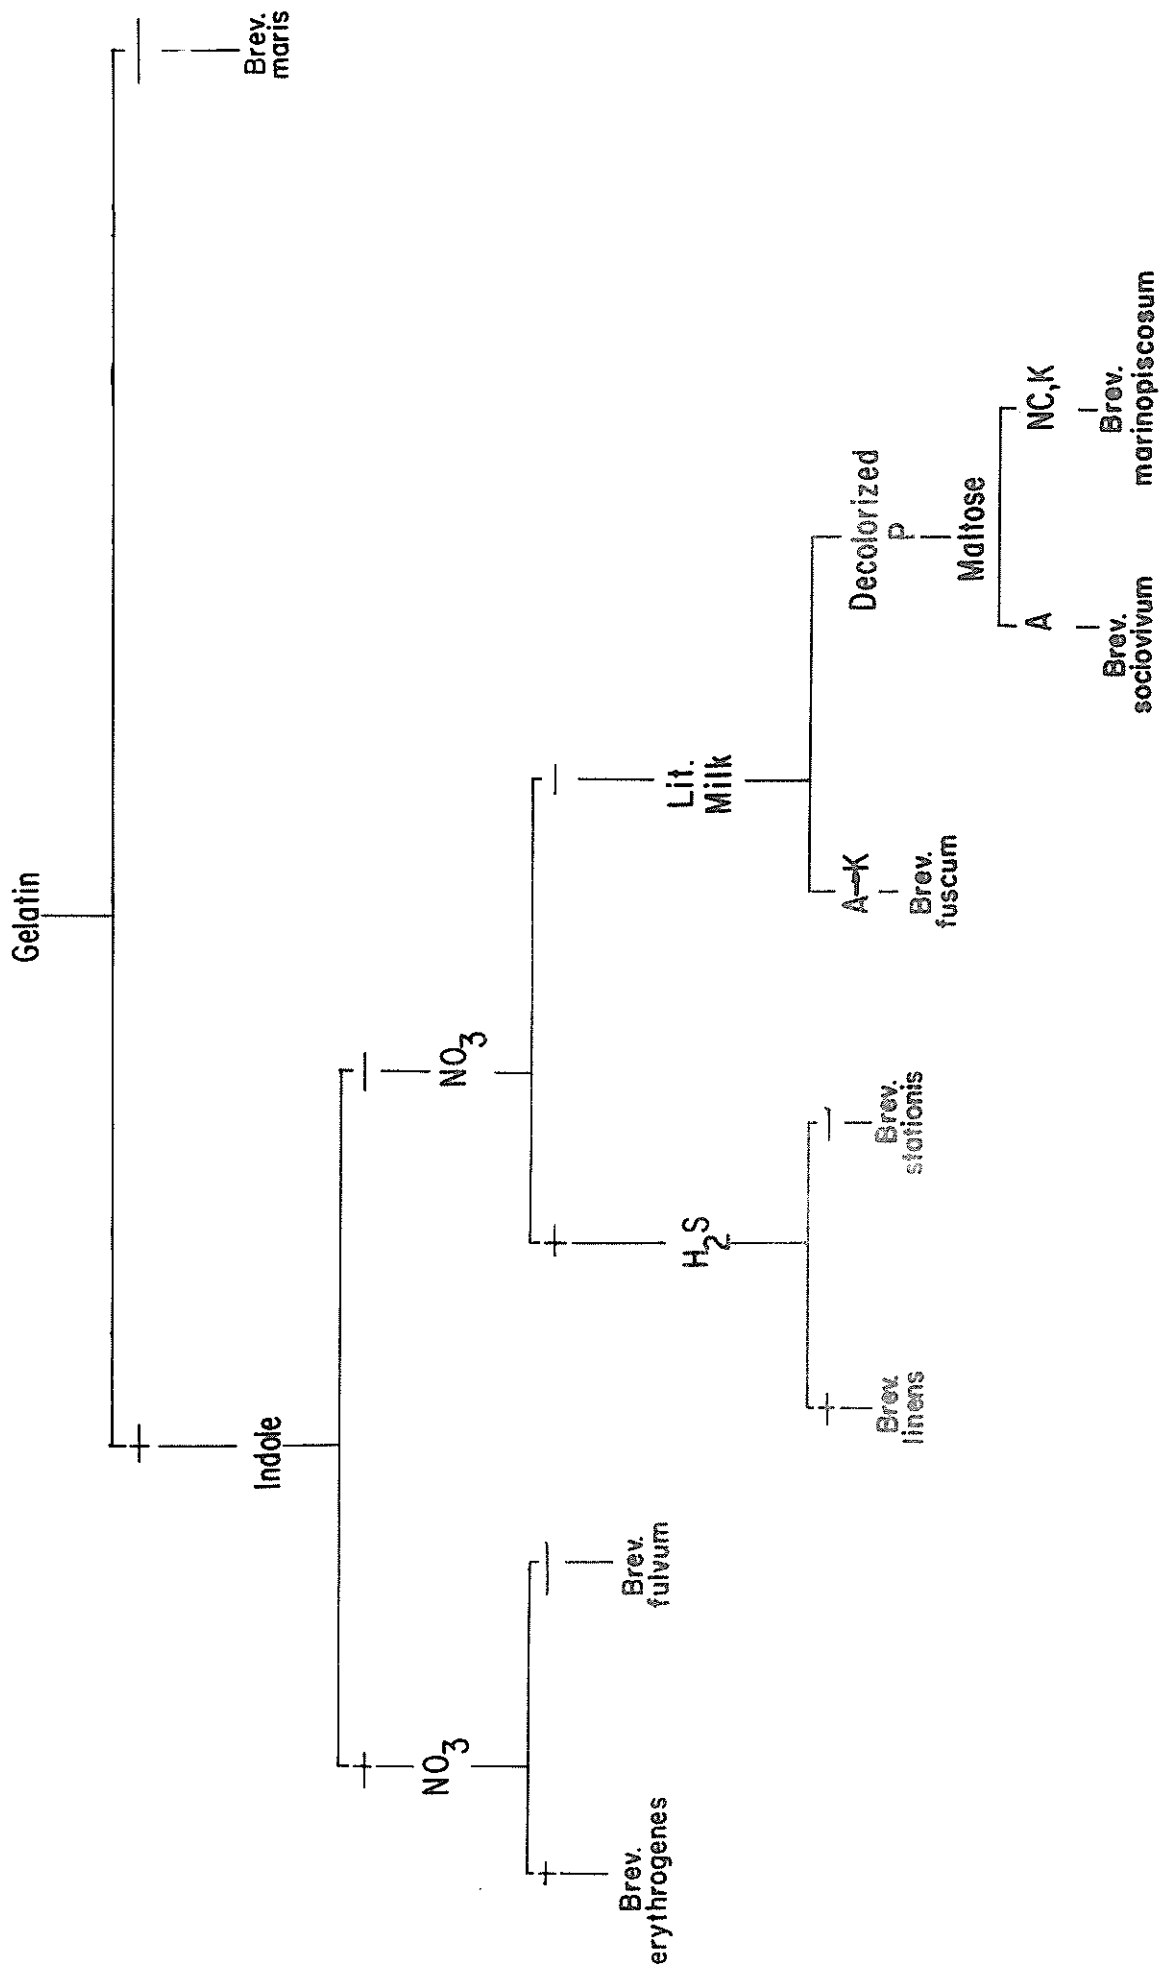 Gelatin
+
—
Indole
Brev.
maris
+
—
NO3
NO3
+
—
+
—
Brev.
erythrogenes
Brev.
fulvum
H2S
Lit.
Milk
+
—
A-K
Decolorized
P
Brev.
linens
Brev.
stationis
Brev.
fuscum
Maltose
A
NC,K
Brev.
sociovivum
Brev.
marinopiscosum